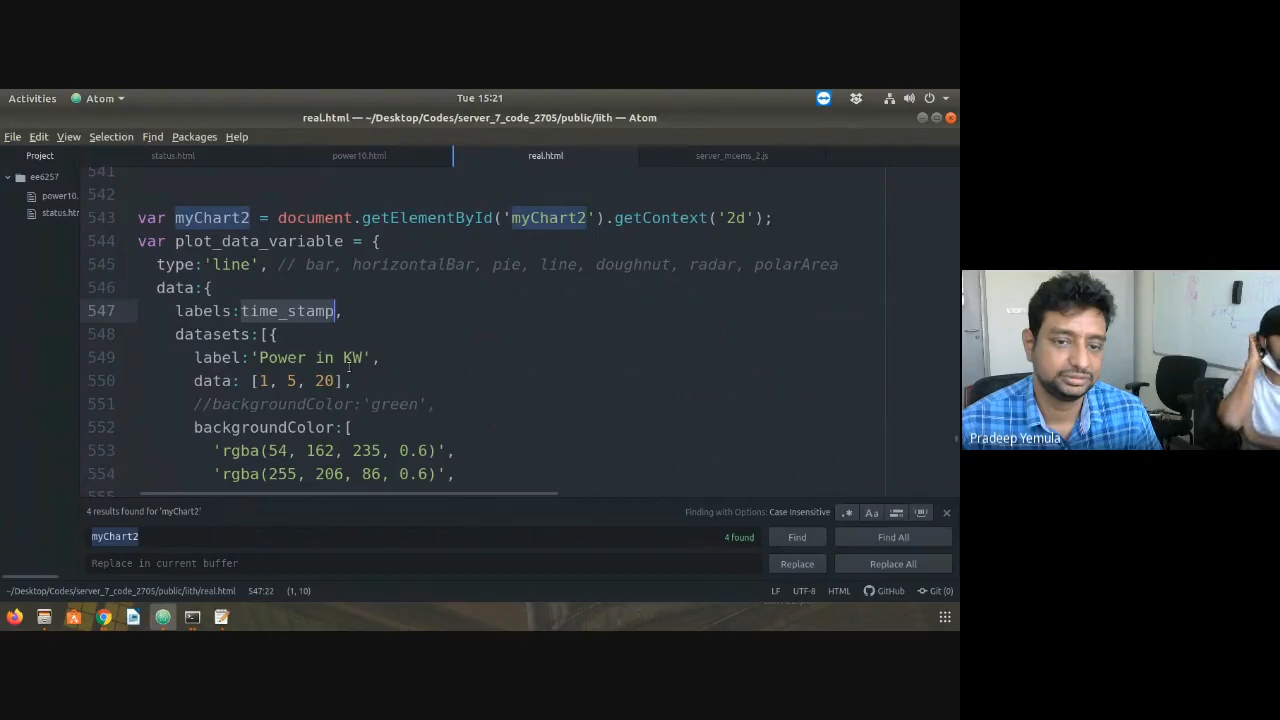 Activities
Atom
Tue 15:21
real.html — ~/Desktop/Codes/server_7_code_2705/public/iith — Atom
File Edit View Selection Find Packages Help
Project
status.html
power10.html
real.html
server_mcems_2.js
ee6257
power10.
status.htr
541
542
543 var myChart2 = document.getElementById('myChart2').getContext('2d');
544 var plot_data_variable = {
545 type:'line', // bar, horizontalBar, pie, line, doughnut, radar, polarArea
546 data:{
547 labels:time_stamp,
548 datasets:[{
549 label:'Power in KW',
550 data: [1, 5, 20],
551 //backgroundColor:'green',
552 backgroundColor:[
553 'rgba(54, 162, 235, 0.6)',
554 'rgba(255, 206, 86, 0.6)',
555
4 results found for 'myChart2'
Finding with Options: Case Insensitive
.*
Aa
myChart2
4 found
Find
Find All
Replace in current buffer
Replace
Replace All
~/Desktop/Codes/server_7_code_2705/public/iith/real.html 547:22 (1, 10)
LF UTF-8 HTML GitHub Git (0)
Pradeep Yemula